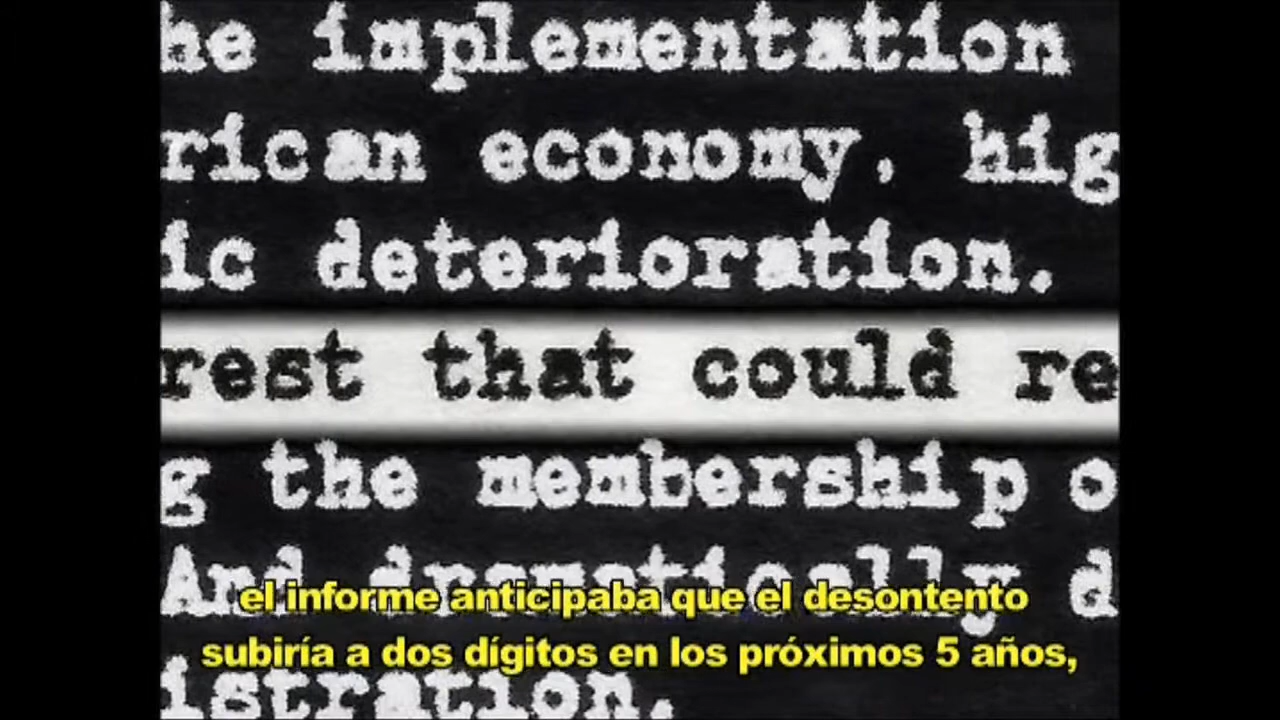 he implementation
rican economy, hig
ic deterioration.
rest that could re
g the membership o
And dramatically d
istration.
el informe anticipaba que el desontento
subiría a dos dígitos en los próximos 5 años,